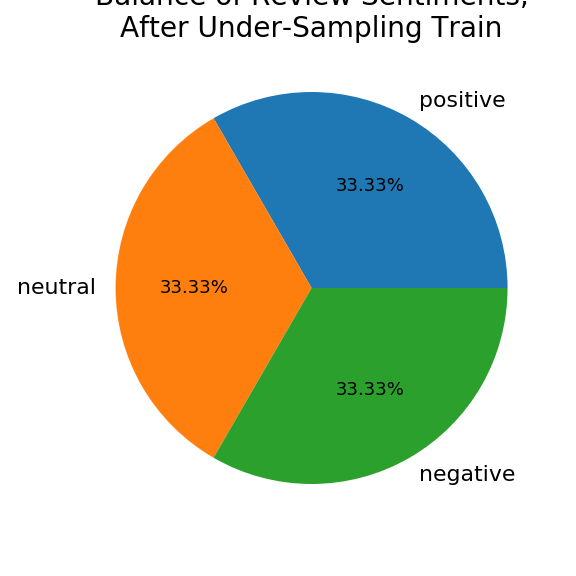 Balance of Review Sentiments,
After Under-Sampling Train
positive
33.33%
neutral
33.33%
33.33%
negative